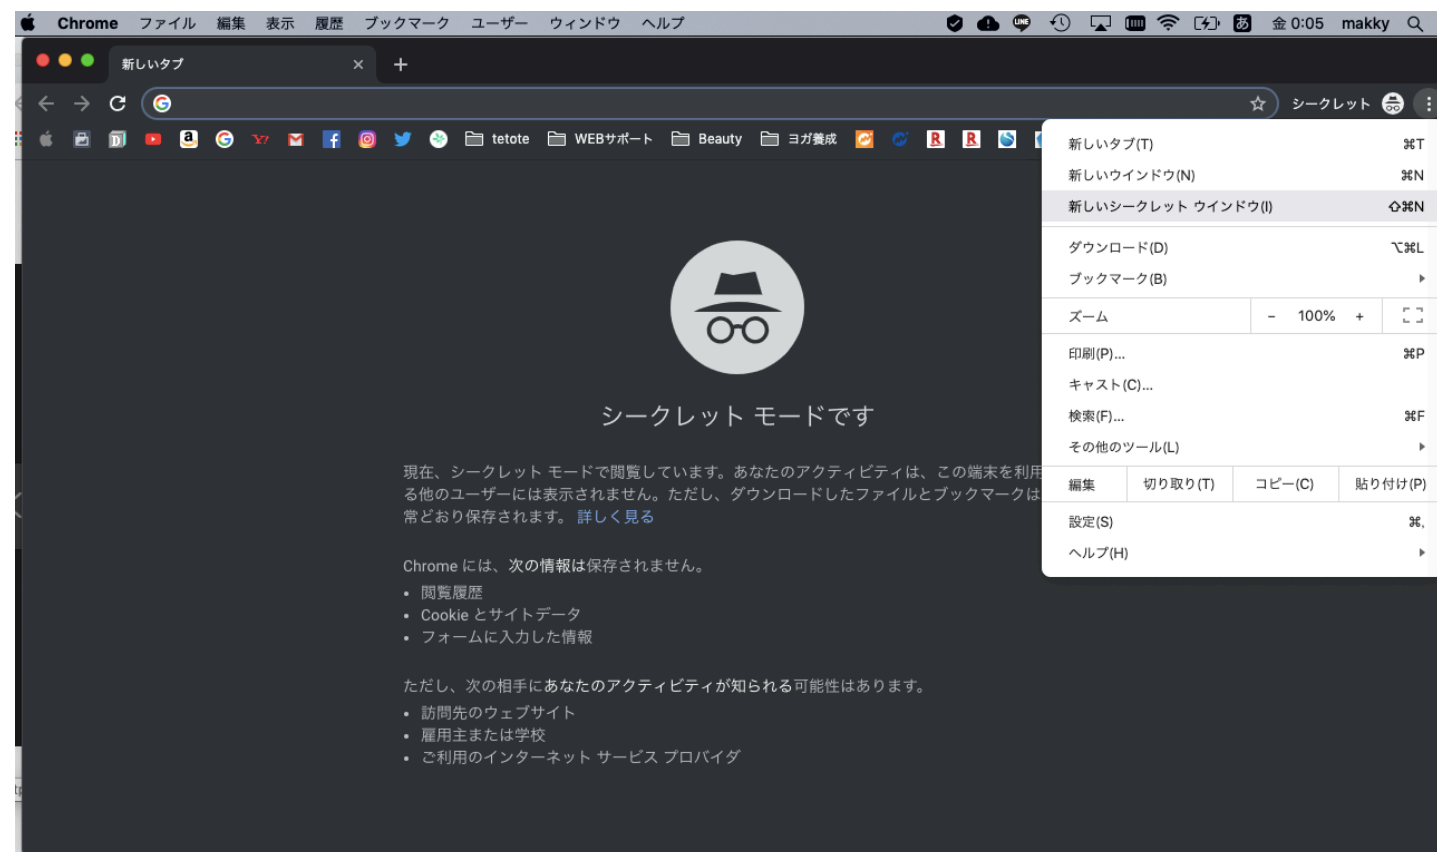 Chrome ファイル 編集 表示 履歴 ブックマーク ユーザー ウィンドウ ヘルプ LINE あ 金 0:05 makky
新しいタブ
シークレット
tetote WEBサポート Beauty ヨガ養成
新しいタブ(T) ⌘T
新しいウインドウ(N) ⌘N
新しいシークレット ウインドウ(I) ⇧⌘N
ダウンロード(D) ⌥⌘L
ブックマーク(B)
ズーム - 100% +
印刷(P)... ⌘P
キャスト(C)...
検索(F)... ⌘F
その他のツール(L)
編集 切り取り(T) コピー(C) 貼り付け(P)
設定(S) ⌘,
ヘルプ(H)
シークレット モードです
現在、シークレット モードで閲覧しています。あなたのアクティビティは、この端末を利用
る他のユーザーには表示されません。ただし、ダウンロードしたファイルとブックマークは
常どおり保存されます。 詳しく見る
Chrome には、次の情報は保存されません。
• 閲覧履歴
• Cookie とサイトデータ
• フォームに入力した情報
ただし、次の相手にあなたのアクティビティが知られる可能性はあります。
• 訪問先のウェブサイト
• 雇用主または学校
• ご利用のインターネット サービス プロバイダ